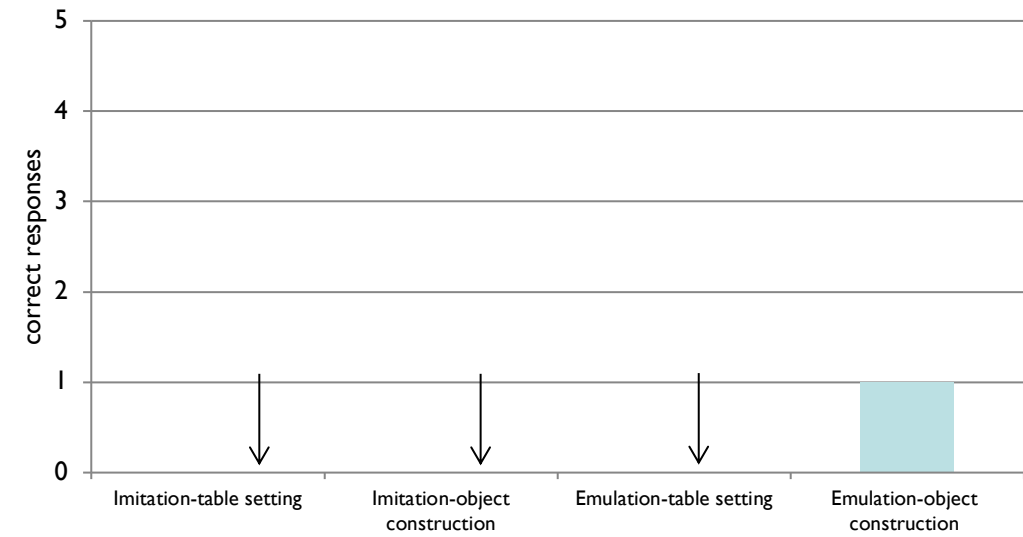 5
4
3
2
1
0
correct responses
Imitation-table setting
Imitation-object
construction
Emulation-table setting
Emulation-object
construction